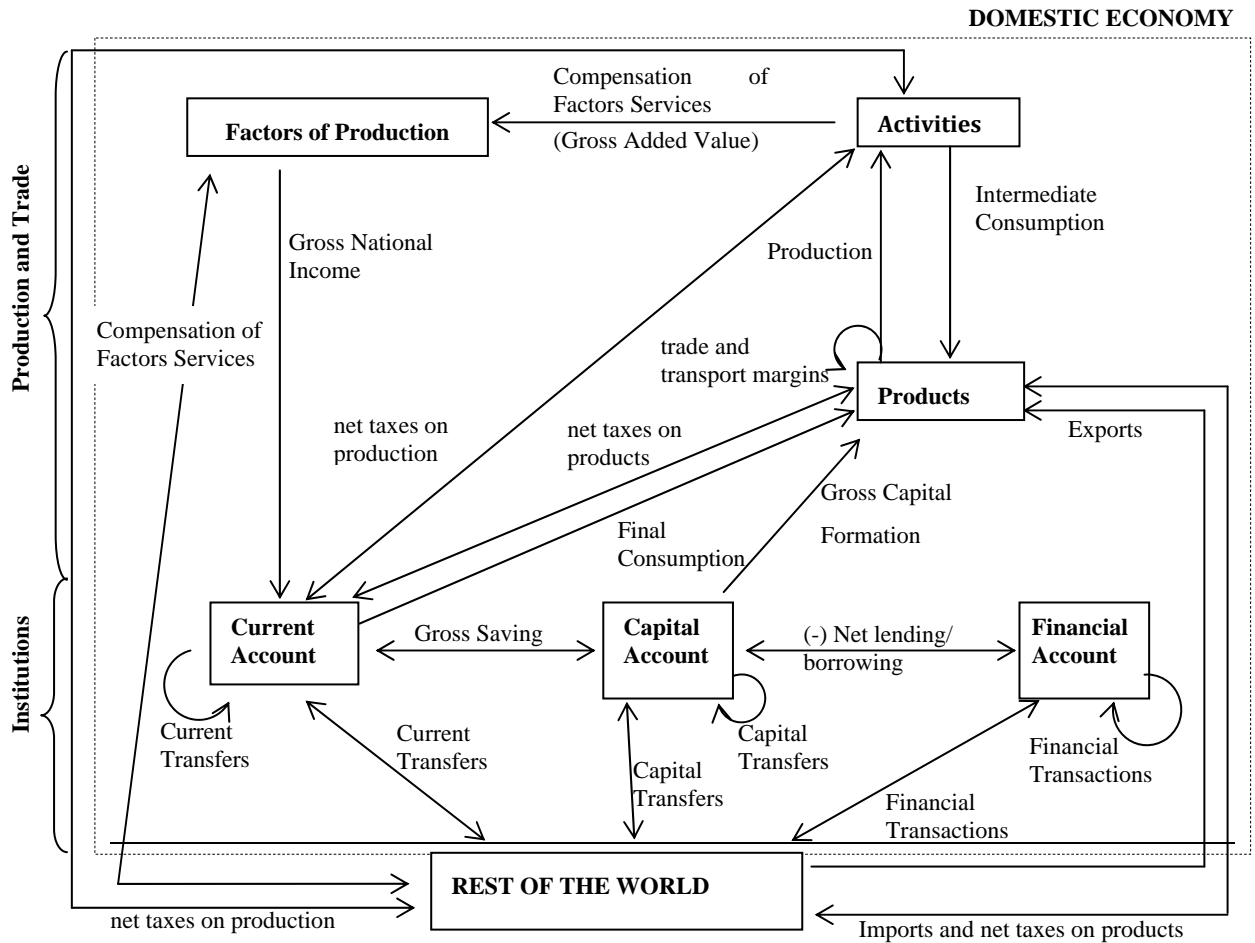 DOMESTIC ECONOMY
Compensation of
Factors Services
(Gross Added Value)
Factors of Production
Activities
Production and Trade
Gross National
Income
Intermediate
Consumption
Production
Compensation of
Factors Services
trade and
transport margins
Products
net taxes on
production
net taxes on
products
Exports
Gross Capital
Formation
Final
Consumption
Institutions
Current
Account
Gross Saving
Capital
Account
(-) Net lending/
borrowing
Financial
Account
Current
Transfers
Current
Transfers
Capital
Transfers
Capital
Transfers
Financial
Transactions
Financial
Transactions
REST OF THE WORLD
net taxes on production
Imports and net taxes on products